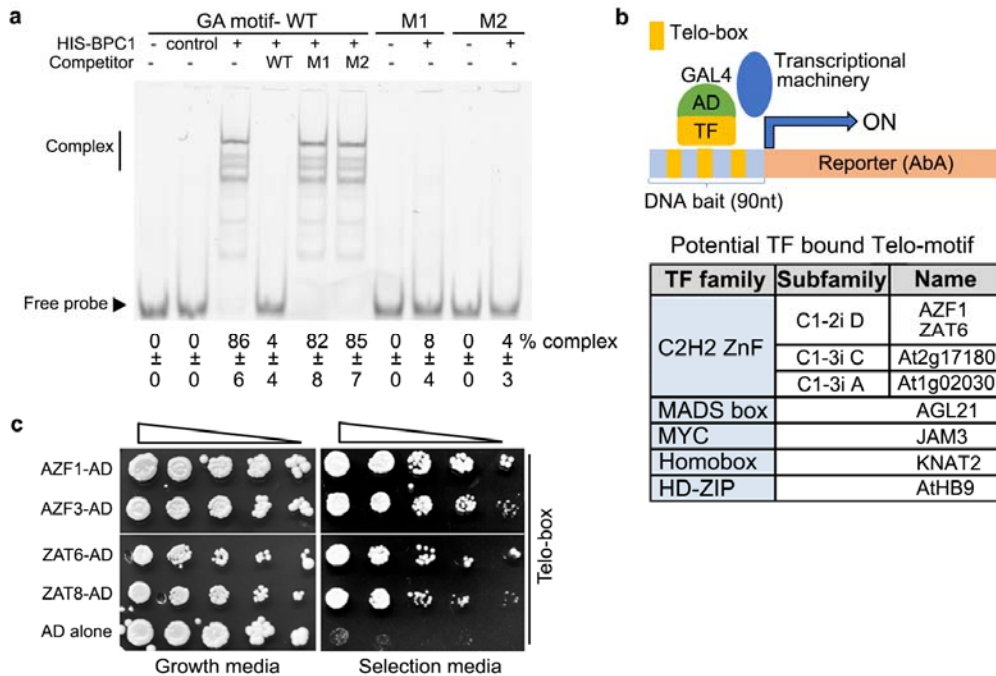 a
GA motif- WT M1 M2
HIS-BPC1 - control + + + + - + - +
Competitor - - - WT M1 M2 - - - -
Complex
Free probe
0 0 86 4 82 85 0 8 0 4 % complex
± ± ± ± ± ± ± ± ± ±
0 0 6 4 8 7 0 4 0 3
b
Telo-box
GAL4
Transcriptional
machinery
AD
TF
ON
Reporter (AbA)
DNA bait (90nt)
Potential TF bound Telo-motif
TF family Subfamily Name
C2H2 ZnF
C1-2i D
AZF1
ZAT6
C1-3i C At2g17180
C1-3i A At1g02030
MADS box AGL21
MYC JAM3
Homobox KNAT2
HD-ZIP AtHB9
c
AZF1-AD
AZF3-AD
ZAT6-AD
ZAT8-AD
AD alone
Telo-box
Growth media Selection media